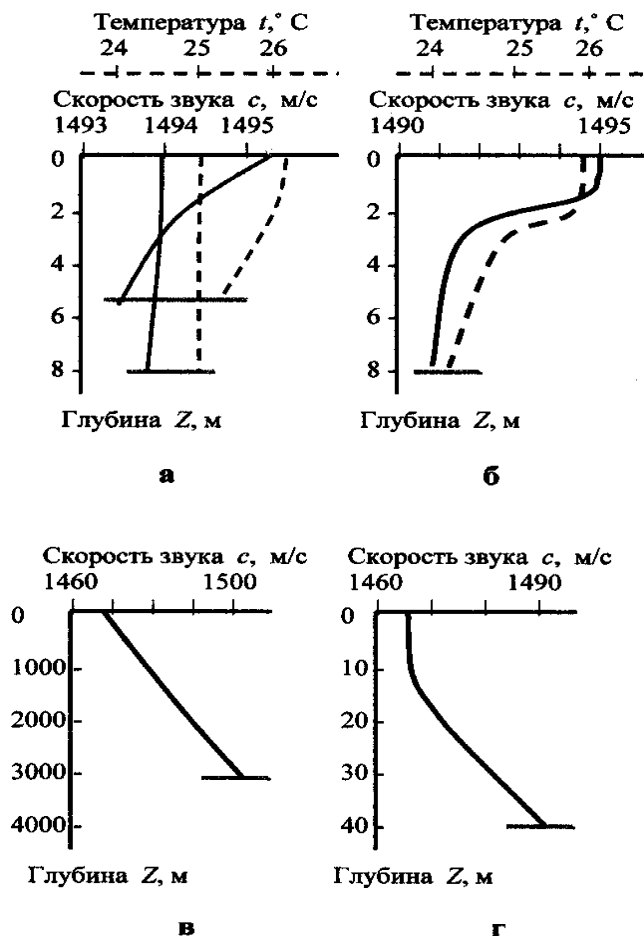 Температура t,° C
24 25 26
Скорость звука c, м/с
1493 1494 1495
0
2
4
6
8
Глубина Z, м
а
Температура t,° C
24 25 26
Скорость звука c, м/с
1490 1495
0
2
4
6
8
Глубина Z, м
б
Скорость звука c, м/с
1460 1500
0
1000
2000
3000
4000
Глубина Z, м
в
Скорость звука c, м/с
1460 1490
0
10
20
30
40
Глубина Z, м
г